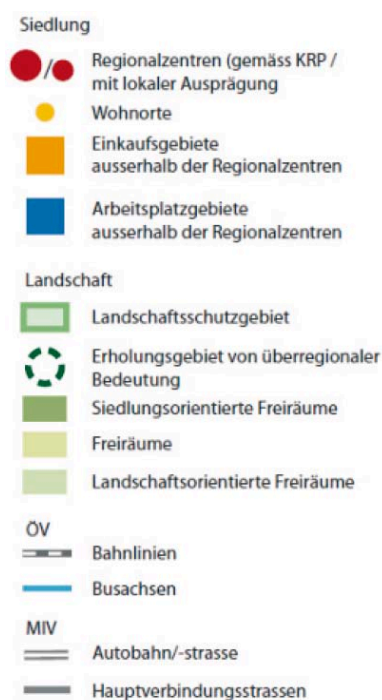 Siedlung
/
Regionalzentren (gemäss KRP /
mit lokaler Ausprägung
Wohnorte
Einkaufsgebiete
ausserhalb der Regionalzentren
Arbeitsplatzgebiete
ausserhalb der Regionalzentren
Landschaft
Landschaftsschutzgebiet
Erholungsgebiet von überregionaler
Bedeutung
Siedlungsorientierte Freiräume
Freiräume
Landschaftsorientierte Freiräume
ÖV
Bahnlinien
Busachsen
MIV
Autobahn/-strasse
Hauptverbindungsstrassen